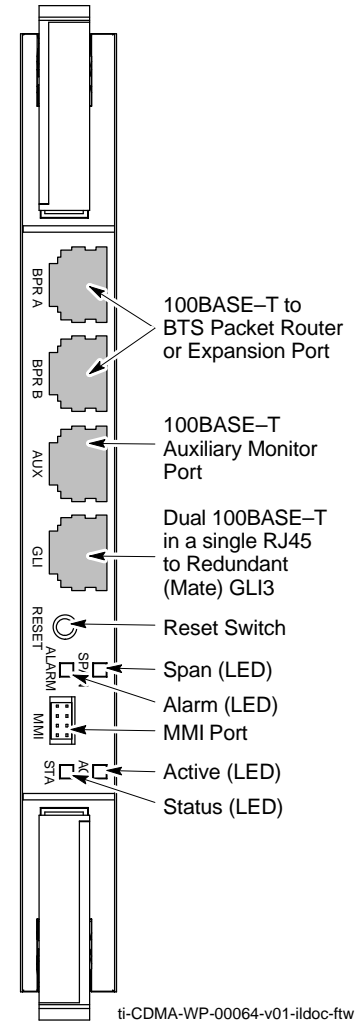 BPR A
BPR B
AUX
GLI
RESET
ALARM
SPAN
MMI
STA
100BASE–T to
BTS Packet Router
or Expansion Port
100BASE–T
Auxiliary Monitor
Port
Dual 100BASE–T
in a single RJ45
to Redundant
(Mate) GLI3
Reset Switch
Span (LED)
Alarm (LED)
MMI Port
Active (LED)
Status (LED)
ti-CDMA-WP-00064-v01-ildoc-ftw